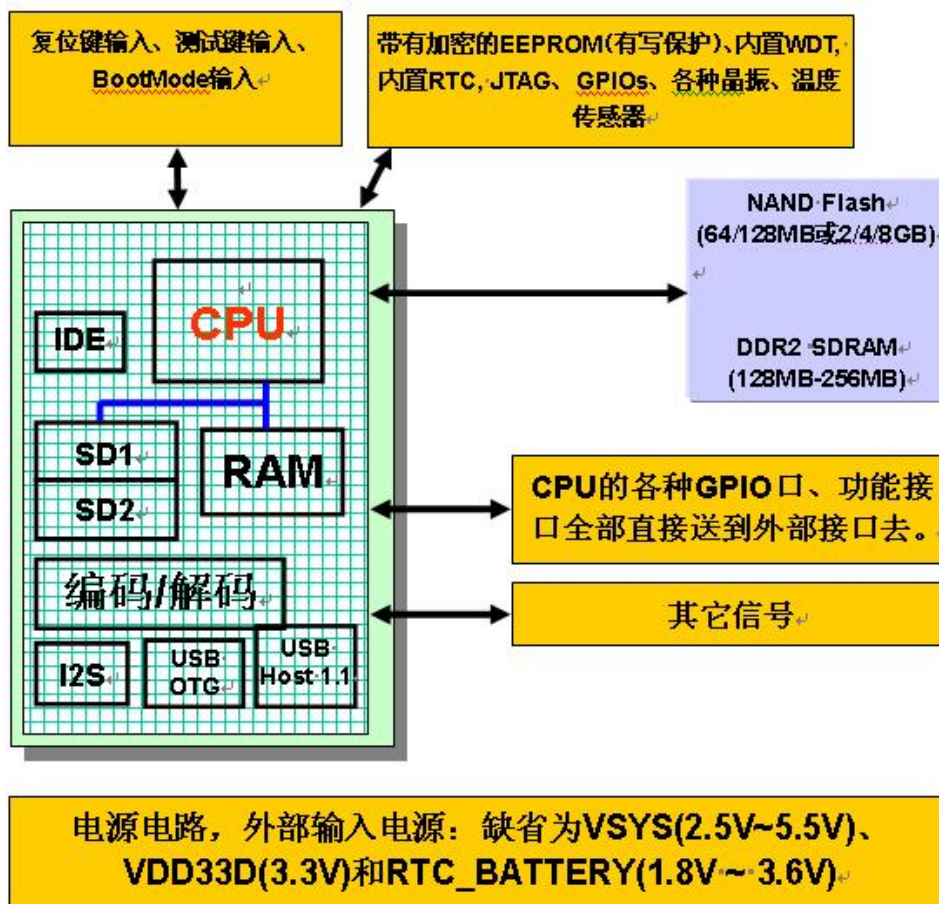 复位键输入、测试键输入、
BootMode输入
带有加密的EEPROM(有写保护)、内置WDT,
内置RTC, JTAG、GPIOs、各种晶振、温度
传感器
NAND Flash
(64/128MB或2/4/8GB)
DDR2 SDRAM
(128MB-256MB)
CPU
IDE
SD1
SD2
RAM
编码/解码
I2S
USB
OTG
USB
Host 1.1
CPU的各种GPIO口、功能接
口全部直接送到外部接口去。
其它信号
电源电路，外部输入电源：缺省为VSYS(2.5V~5.5V)、
VDD33D(3.3V)和RTC_BATTERY(1.8V ~ 3.6V)